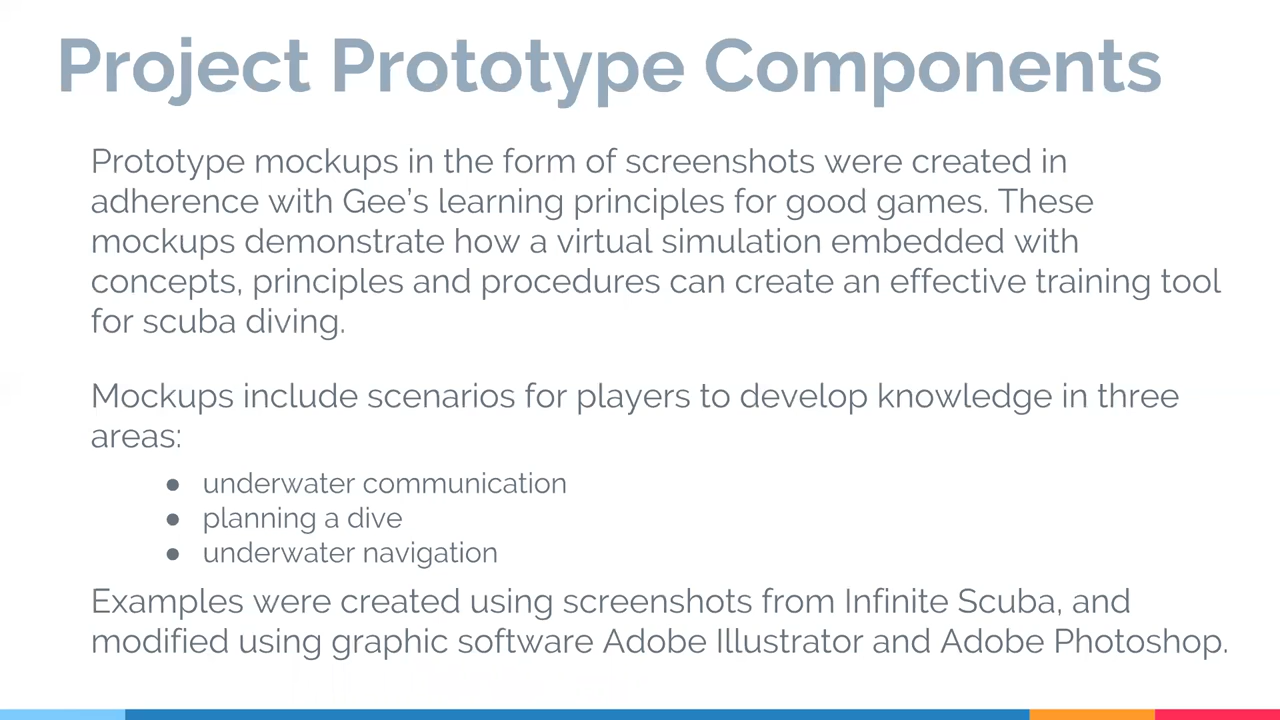 Project Prototype Components
Prototype mockups in the form of screenshots were created in
adherence with Gee's learning principles for good games. These
mockups demonstrate how a virtual simulation embedded with
concepts, principles and procedures can create an effective training tool
for scuba diving.
Mockups include scenarios for players to develop knowledge in three
areas:
● underwater communication
● planning a dive
● underwater navigation
Examples were created using screenshots from Infinite Scuba, and
modified using graphic software Adobe Illustrator and Adobe Photoshop.